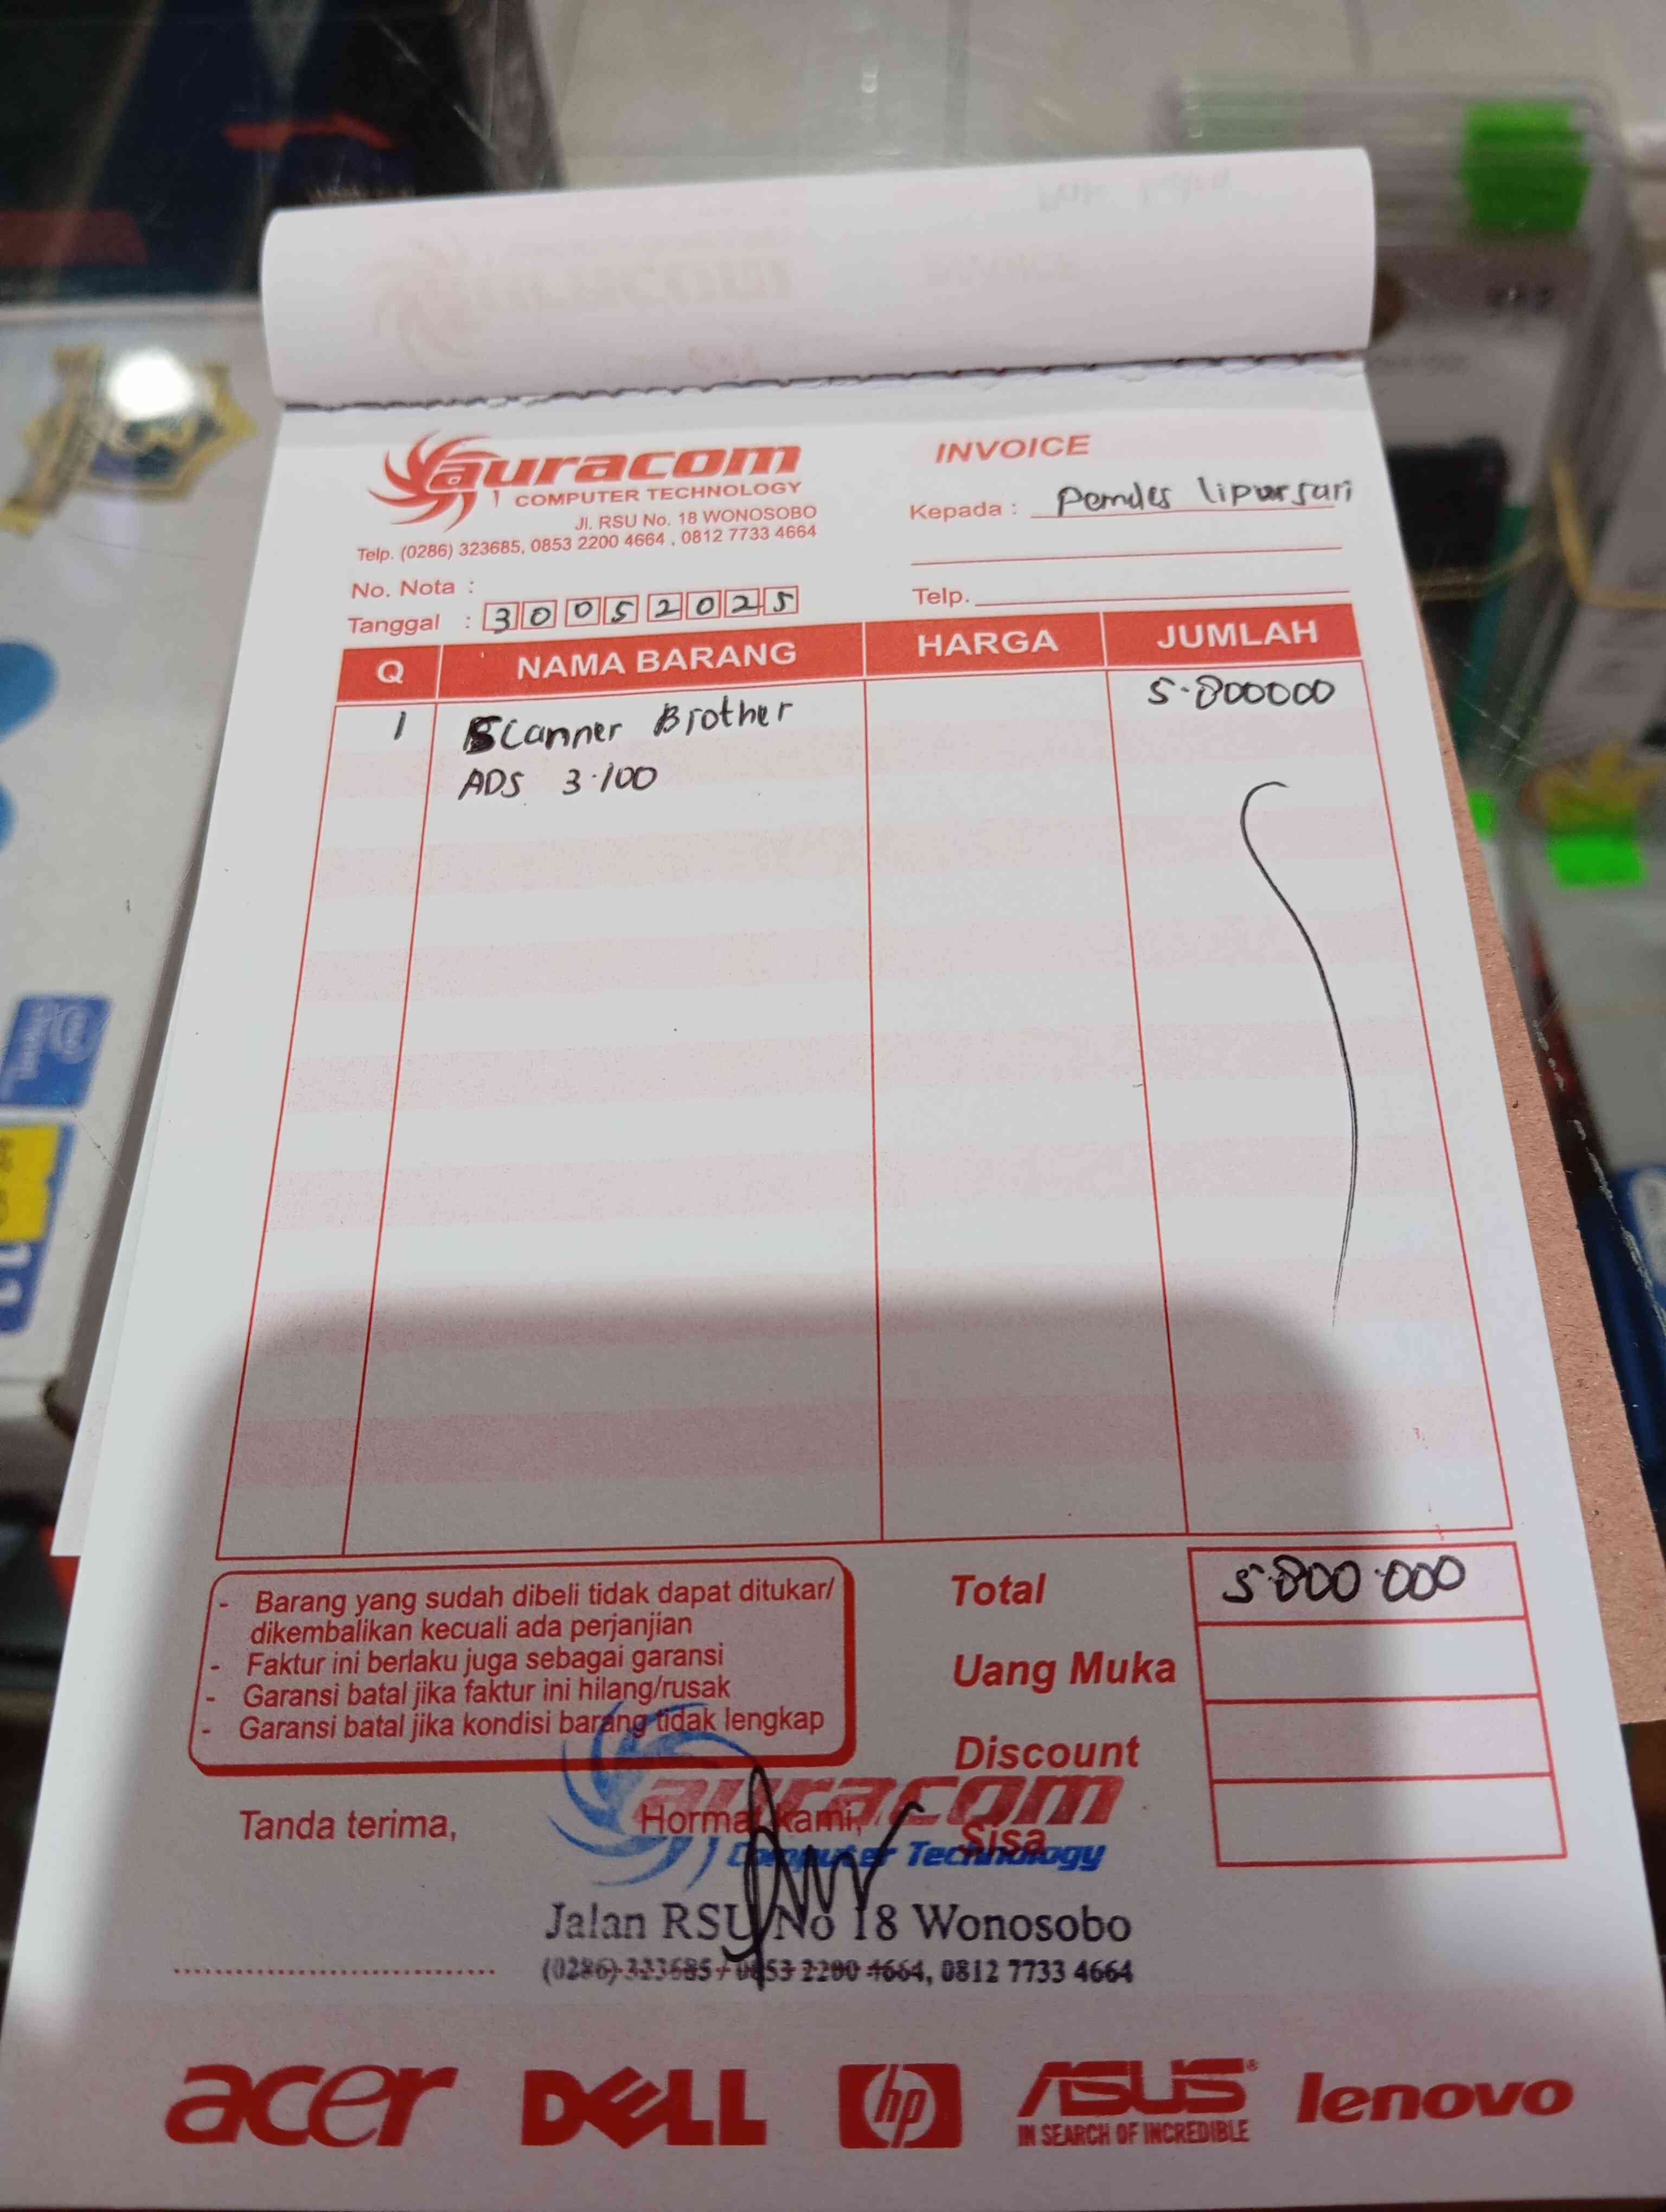 auracom
COMPUTER TECHNOLOGY
Jl. RSU No. 18 WONOSOBO
Telp. (0286) 323685, 0853 2200 4664 , 0812 7733 4664
INVOICE
Kepada : Pemdes lipursari
No. Nota :
Tanggal : 30052025
Telp.
Q NAMA BARANG HARGA JUMLAH
1 Scanner Brother 5.800000
ADS 3.100
- Barang yang sudah dibeli tidak dapat ditukar/
dikembalikan kecuali ada perjanjian
- Faktur ini berlaku juga sebagai garansi
- Garansi batal jika faktur ini hilang/rusak
- Garansi batal jika kondisi barang tidak lengkap
Total 5.800.000
Uang Muka
Discount
Sisa
Tanda terima,
Hormat kami,
auracom
Computer Technology
Jalan RSU No 18 Wonosobo
(0286) 323685 / 0853 2200 4664, 0812 7733 4664
acer DELL hp ASUS lenovo
IN SEARCH OF INCREDIBLE